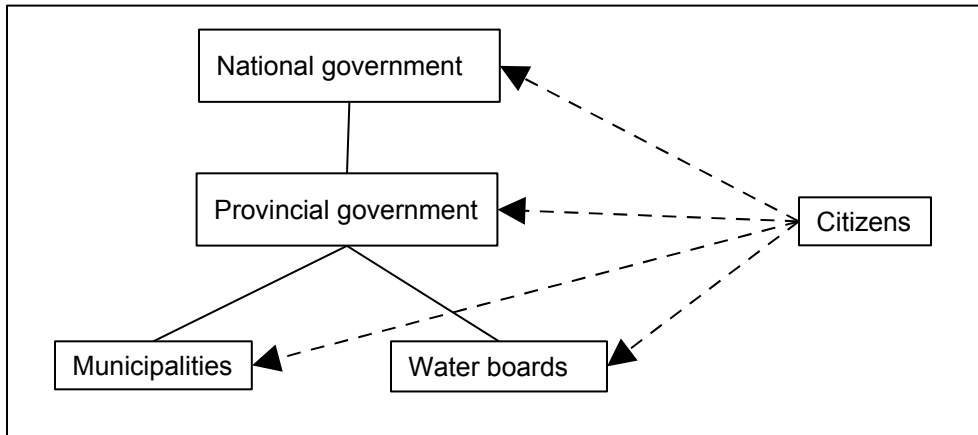 National government
Provincial government
Citizens
Municipalities
Water boards